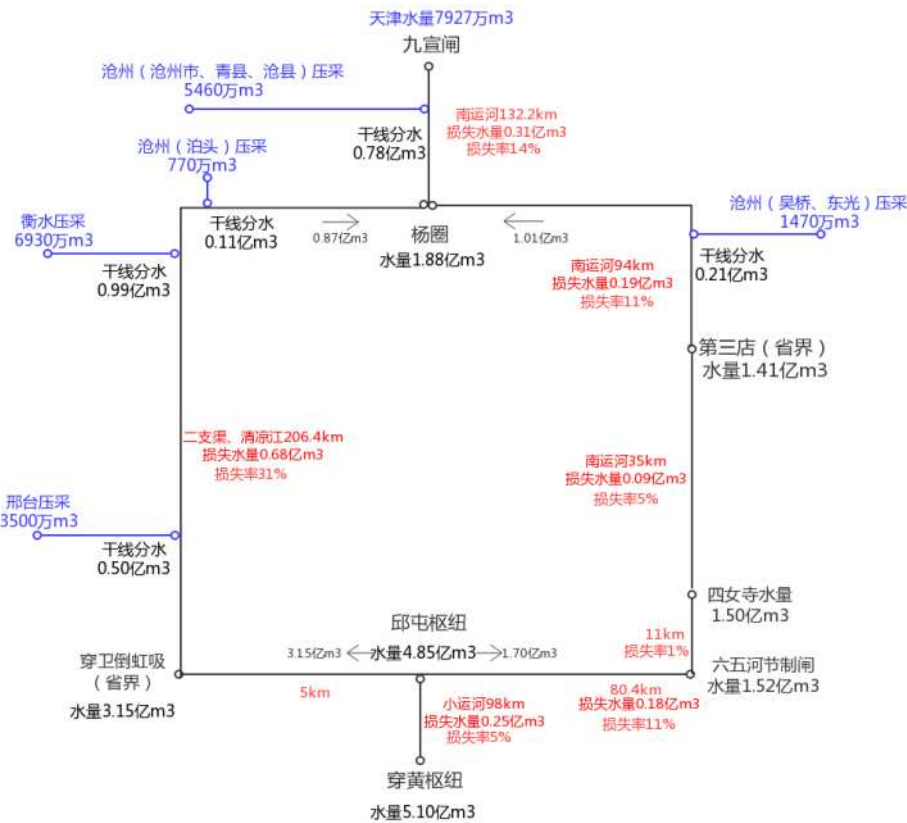 天津水量7927万m3
九宣闸
沧州（沧州市、青县、沧县）压采
5460万m3
南运河132.2km
损失水量0.31亿m3
损失率14%
干线分水
0.78亿m3
沧州（泊头）压采
770万m3
沧州（吴桥、东光）压采
1470万m3
衡水压采
6930万m3
干线分水
0.11亿m3
0.87亿m3
1.01亿m3
杨圈
水量1.88亿m3
干线分水
0.21亿m3
干线分水
0.99亿m3
南运河94km
损失水量0.19亿m3
损失率11%
第三店（省界）
水量1.41亿m3
二支渠、清凉江206.4km
损失水量0.68亿m3
损失率31%
南运河35km
损失水量0.09亿m3
损失率5%
邢台压采
3500万m3
干线分水
0.50亿m3
四女寺水量
1.50亿m3
邱屯枢纽
3.15亿m3
水量4.85亿m3
1.70亿m3
11km
损失率1%
穿卫倒虹吸
（省界）
水量3.15亿m3
六五河节制闸
水量1.52亿m3
5km
小运河98km
损失水量0.25亿m3
损失率5%
80.4km
损失水量0.18亿m3
损失率11%
穿黄枢纽
水量5.10亿m3